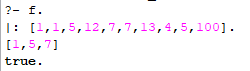 ?- f.
|: [1,1,5,12,7,7,13,4,5,100].
[1,5,7]
true.